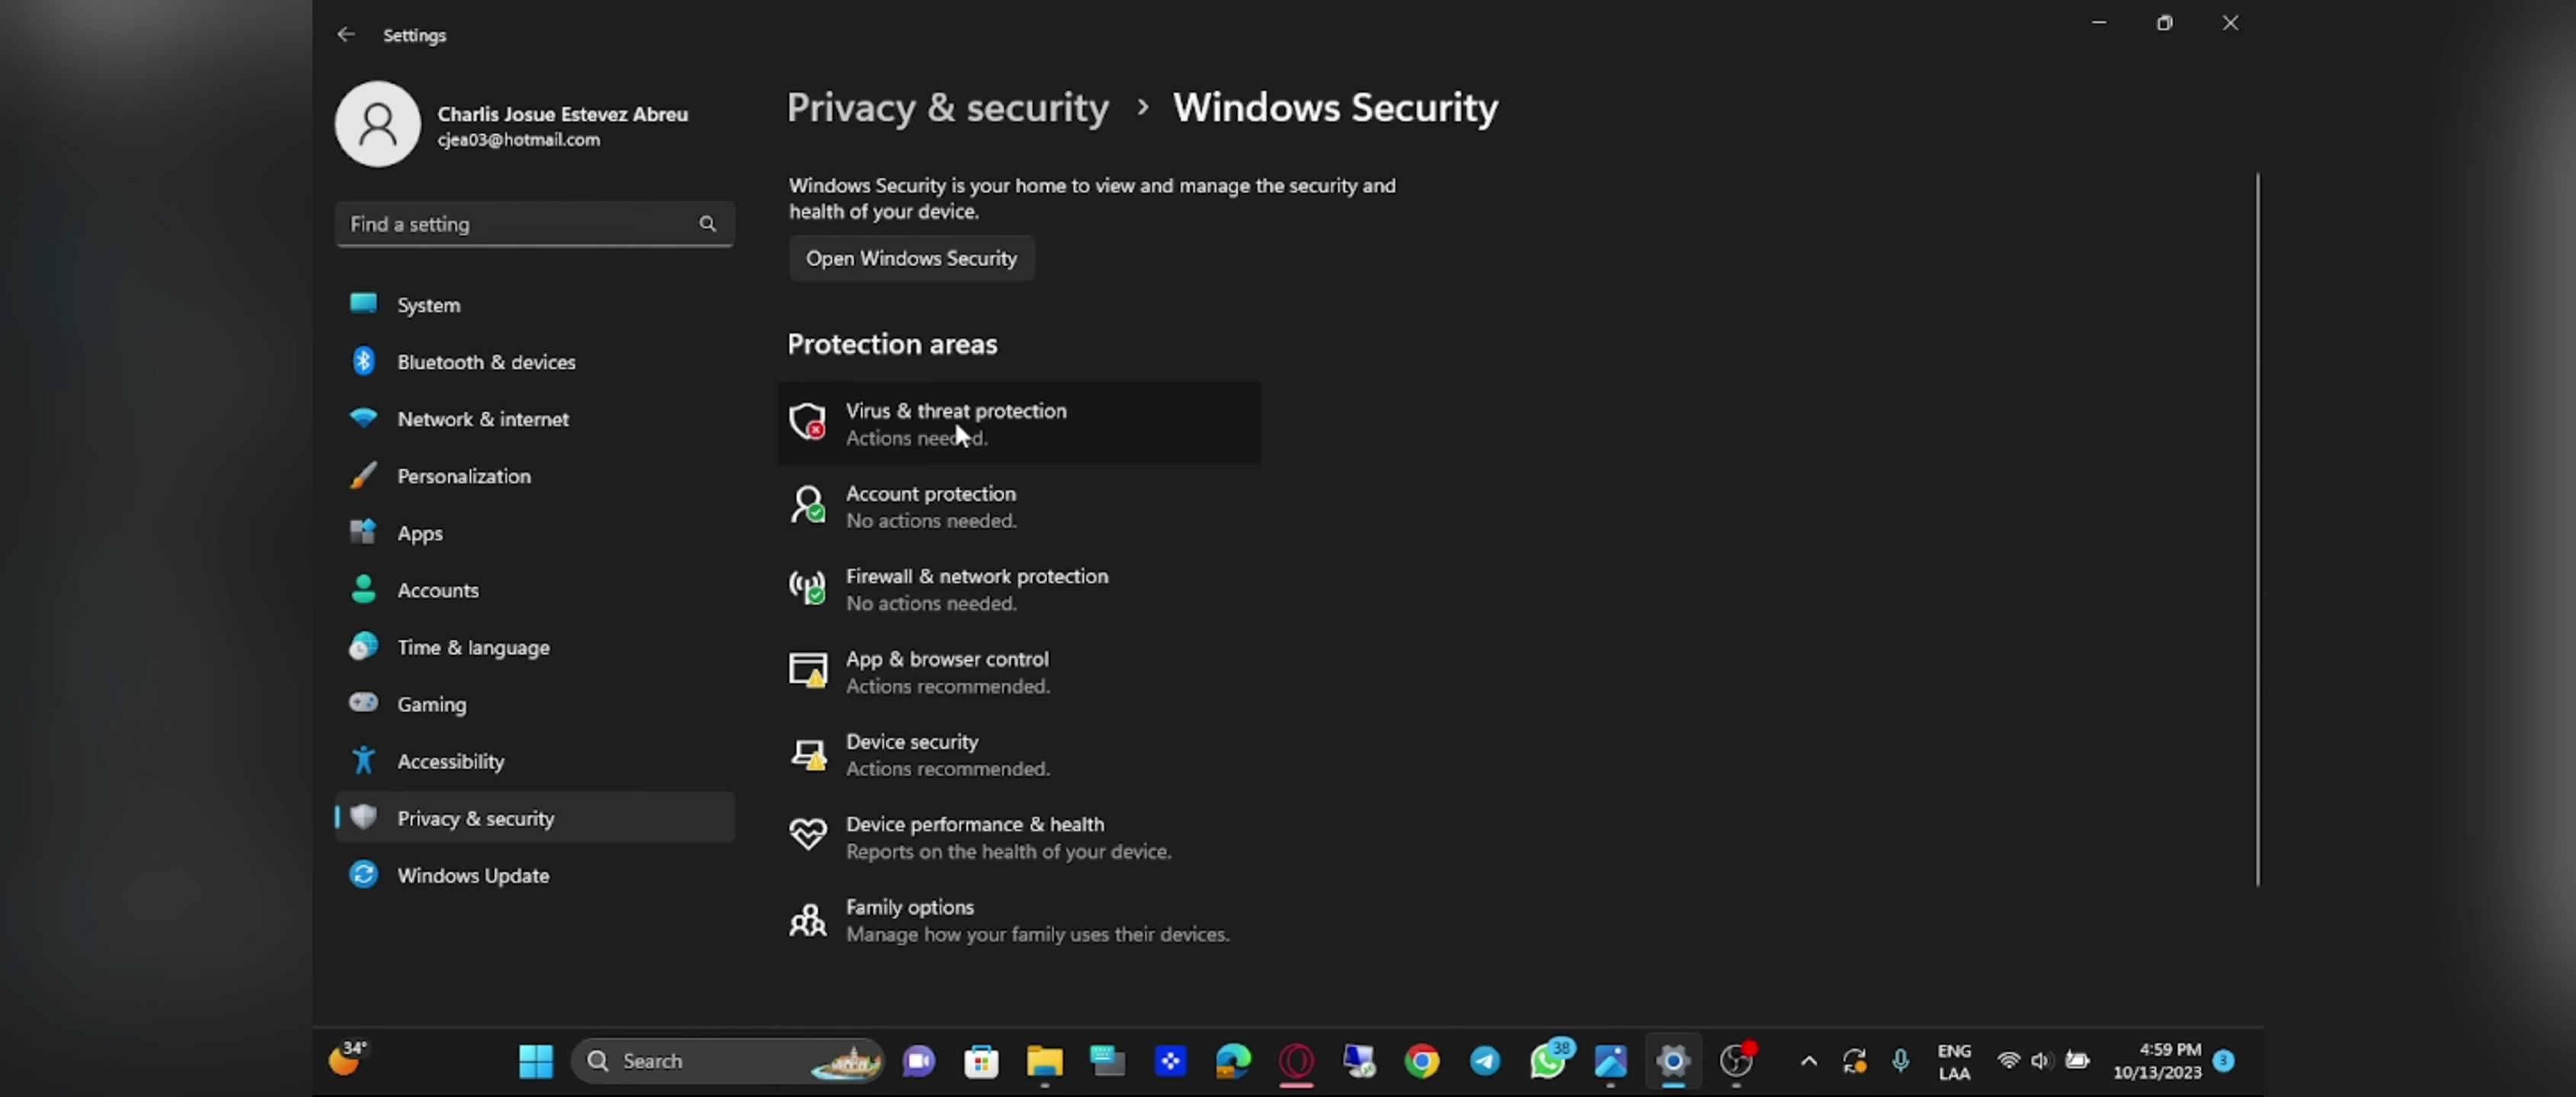 Settings
Charlis Josue Estevez Abreu
cjea03@hotmail.com
Find a setting
System
Bluetooth & devices
Network & internet
Personalization
Apps
Accounts
Time & language
Gaming
Accessibility
Privacy & security
Windows Update
Privacy & security > Windows Security
Windows Security is your home to view and manage the security and
health of your device.
Open Windows Security
Protection areas
Virus & threat protection
Actions needed.
Account protection
No actions needed.
Firewall & network protection
No actions needed.
App & browser control
Actions recommended.
Device security
Actions recommended.
Device performance & health
Reports on the health of your device.
Family options
Manage how your family uses their devices.
34°
Search
38
ENG
LAA
4:59 PM
10/13/2023
3